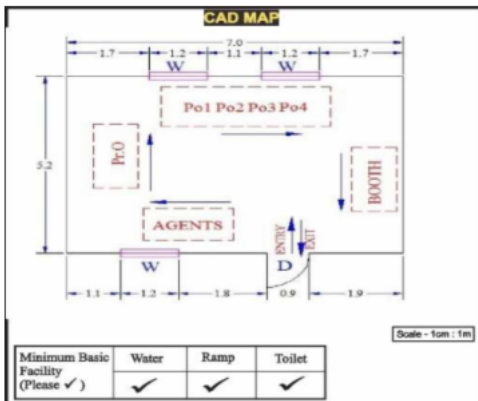 CAD MAP
7.0
1.7 1.2 1.1 1.2 1.7
W W
Po1 Po2 Po3 Po4
5.2
Pr.O
BOOTH
AGENTS
ENTRY
EXIT
W D
1.1 1.2 1.8 0.9 1.9
Scale - 1cm : 1m
Minimum Basic Water Ramp Toilet
Facility
(Please ✓) ✓ ✓ ✓